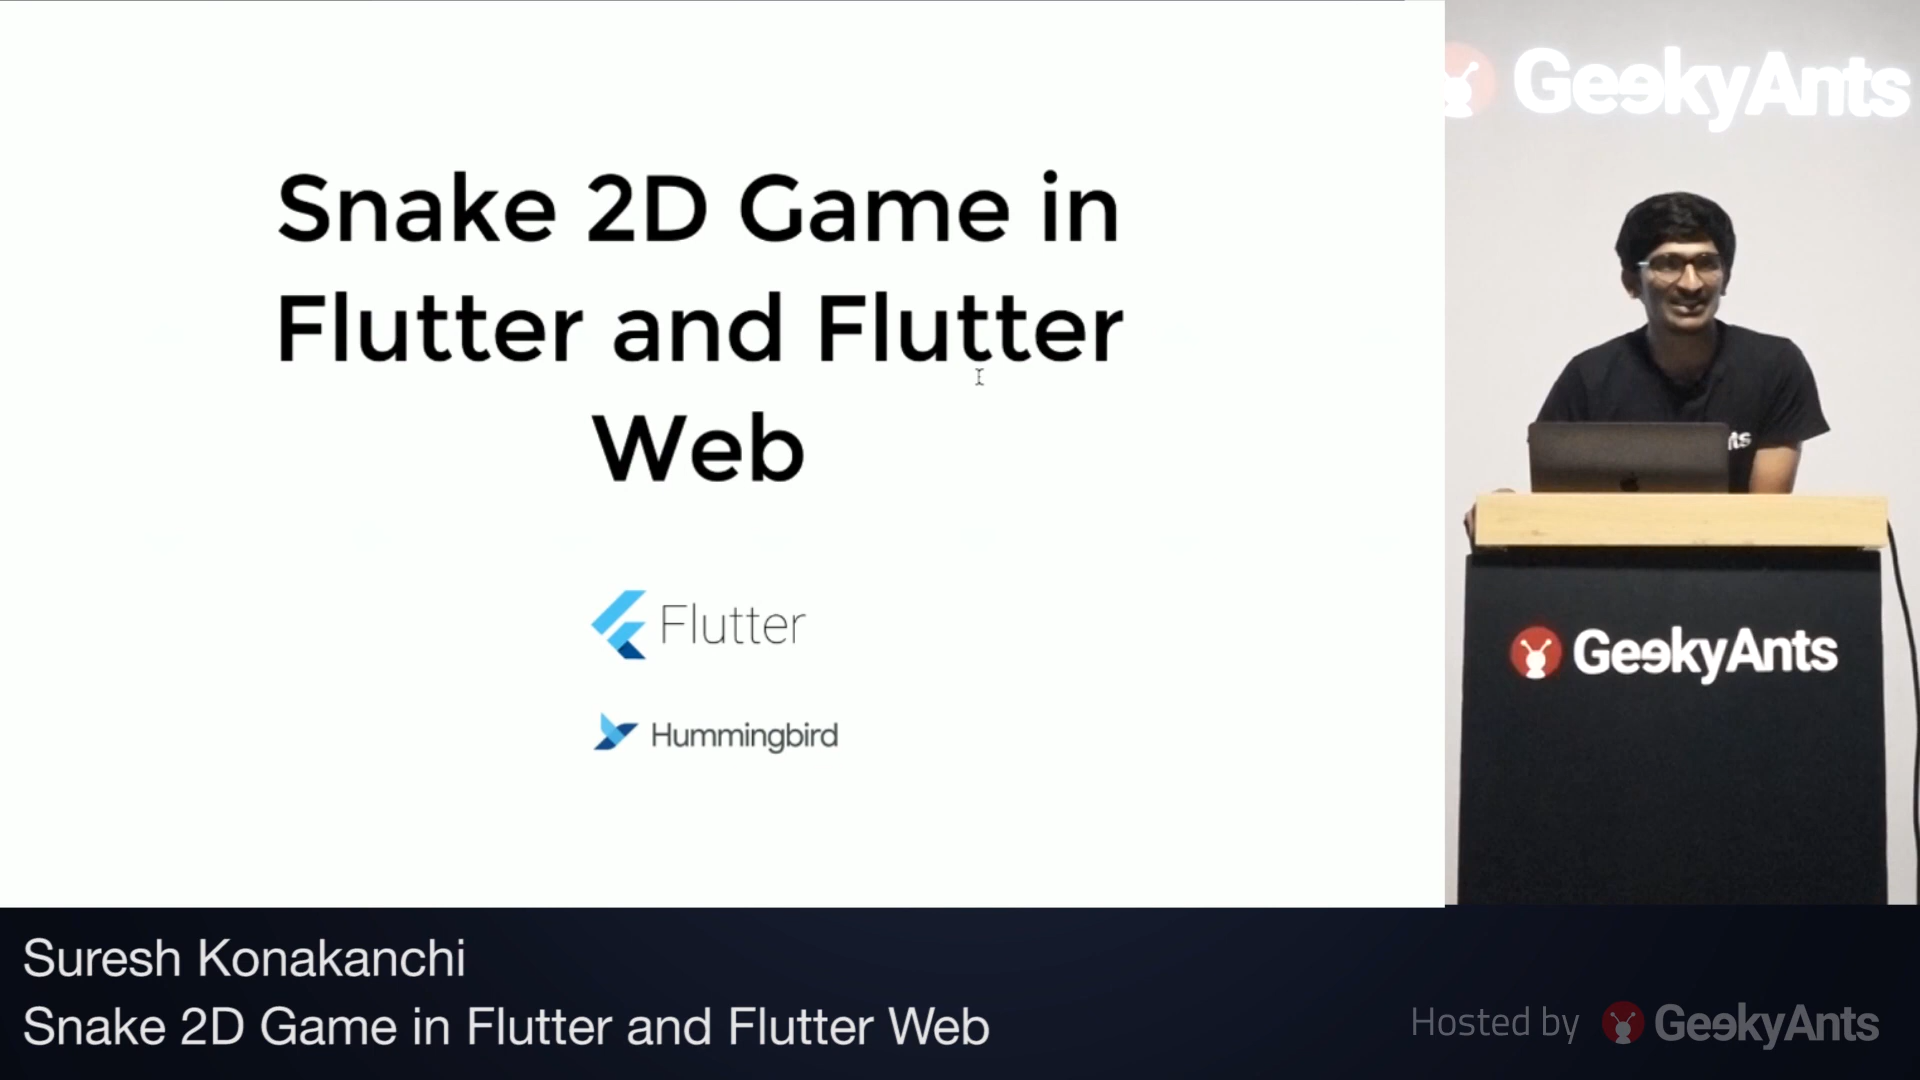 Snake 2D Game in
Flutter and Flutter
Web
Flutter
Hummingbird
GeekyAnts
ts
GeekyAnts
Suresh Konakanchi
Snake 2D Game in Flutter and Flutter Web
Hosted by GeekyAnts